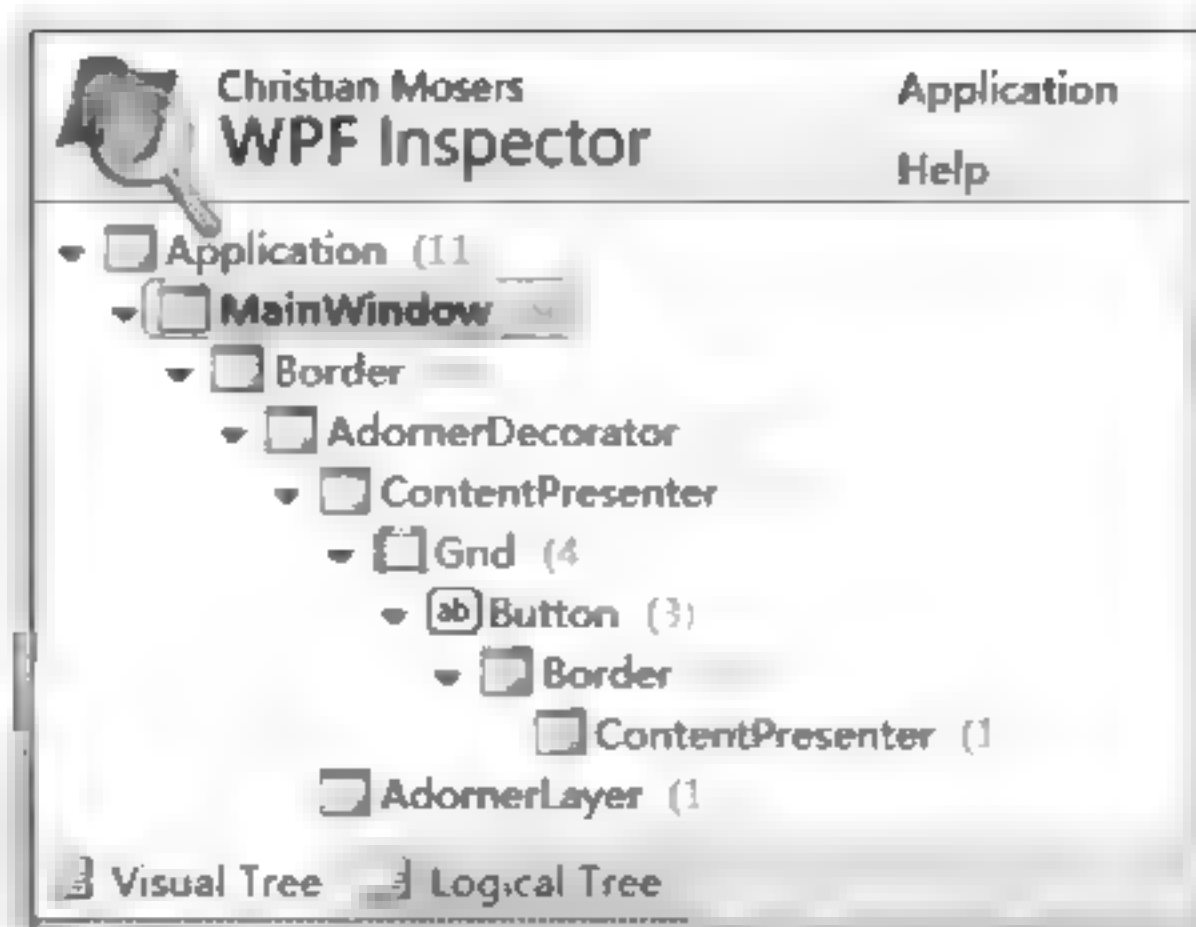 Christian Mosers
WPF Inspector
Application
Help
Application (11
MainWindow
Border
AdornerDecorator
ContentPresenter
Grid (4
ab Button (3)
Border
ContentPresenter (1
AdornerLayer (1
Visual Tree Logical Tree